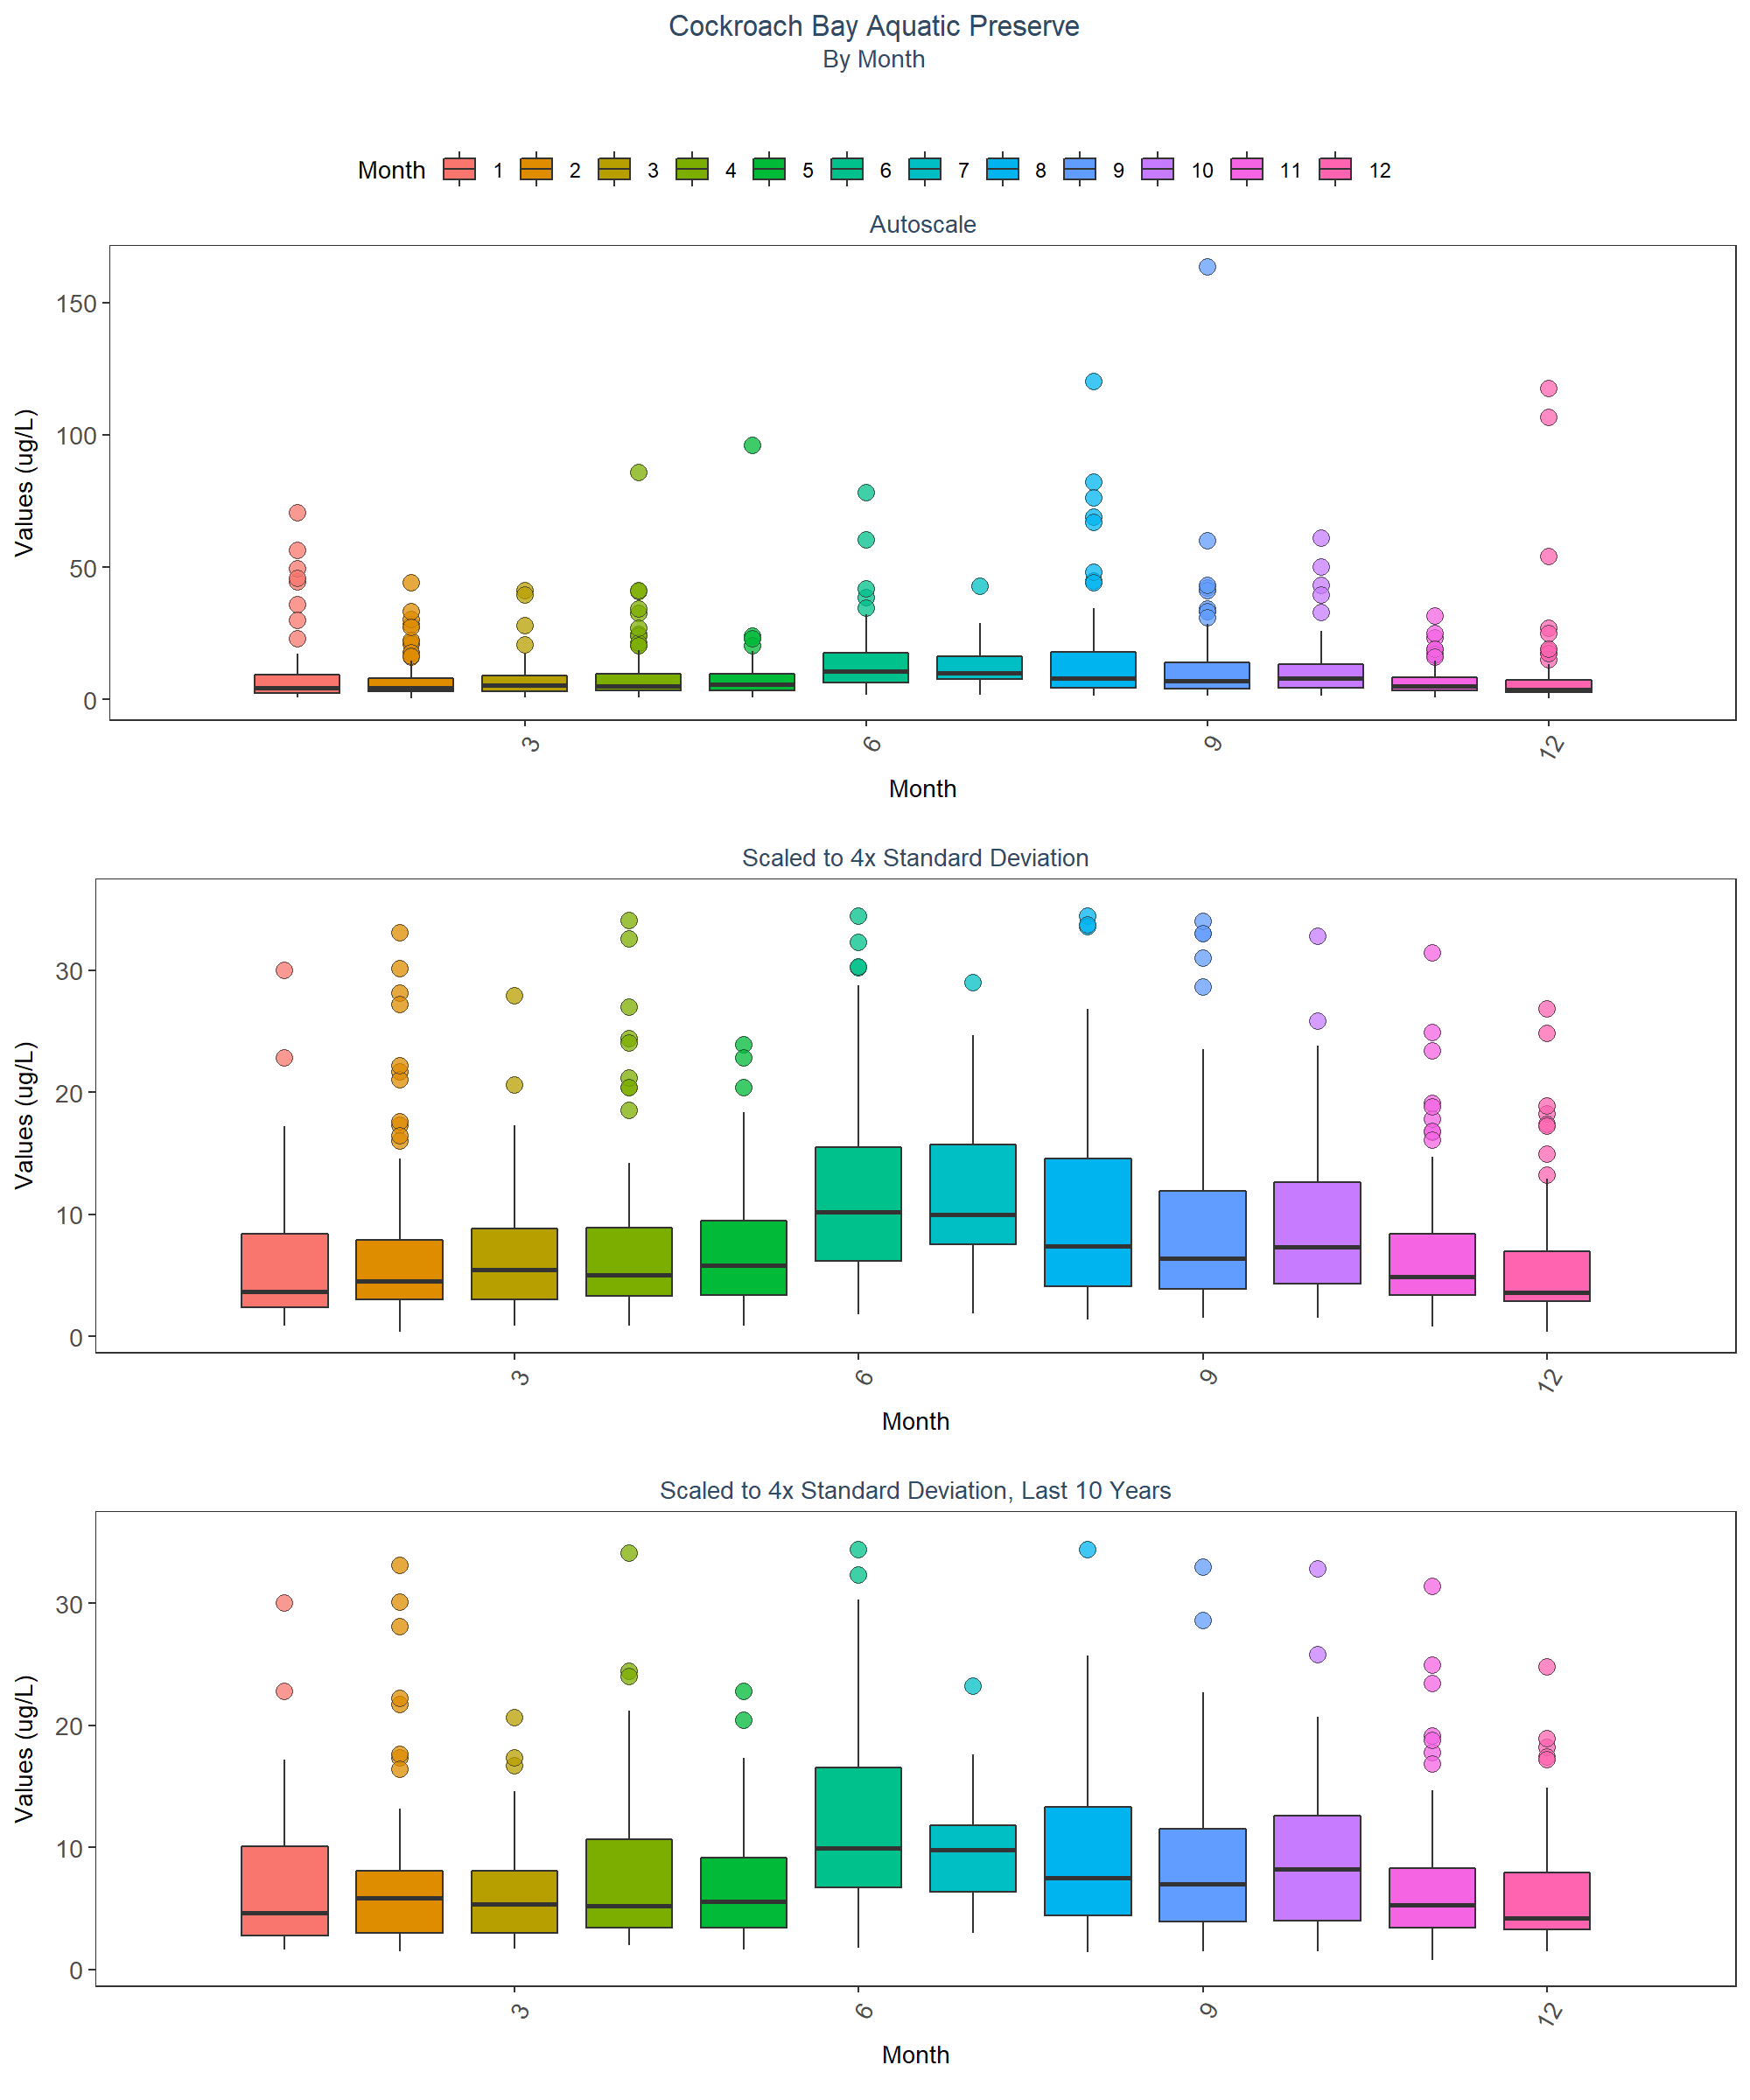 Cockroach Bay Aquatic Preserve
By Month
Month 1 2 3 4 5 6 7 8 9 10 11 12
Autoscale
Values (ug/L)
150
100
50
0
3 6 9 12
Month
Scaled to 4x Standard Deviation
Values (ug/L)
30
20
10
0
3 6 9 12
Month
Scaled to 4x Standard Deviation, Last 10 Years
Values (ug/L)
30
20
10
0
3 6 9 12
Month